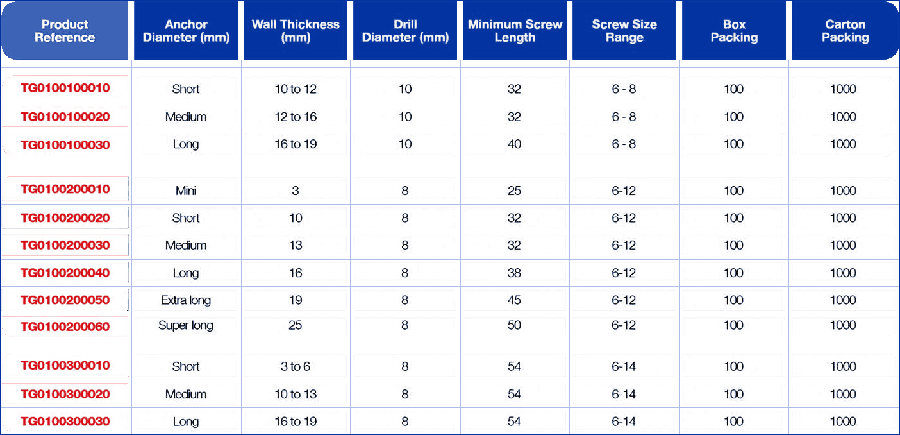 Product Reference | Anchor Diameter (mm) | Wall Thickness (mm) | Drill Diameter (mm) | Minimum Screw Length | Screw Size Range | Box Packing | Carton Packing
TG0100100010 | Short | 10 to 12 | 10 | 32 | 6 - 8 | 100 | 1000
TG0100100020 | Medium | 12 to 16 | 10 | 32 | 6 - 8 | 100 | 1000
TG0100100030 | Long | 16 to 19 | 10 | 40 | 6 - 8 | 100 | 1000
TG0100200010 | Mini | 3 | 8 | 25 | 6-12 | 100 | 1000
TG0100200020 | Short | 10 | 8 | 32 | 6-12 | 100 | 1000
TG0100200030 | Medium | 13 | 8 | 32 | 6-12 | 100 | 1000
TG0100200040 | Long | 16 | 8 | 38 | 6-12 | 100 | 1000
TG0100200050 | Extra long | 19 | 8 | 45 | 6-12 | 100 | 1000
TG0100200060 | Super long | 25 | 8 | 50 | 6-12 | 100 | 1000
TG0100300010 | Short | 3 to 6 | 8 | 54 | 6-14 | 100 | 1000
TG0100300020 | Medium | 10 to 13 | 8 | 54 | 6-14 | 100 | 1000
TG0100300030 | Long | 16 to 19 | 8 | 54 | 6-14 | 100 | 1000